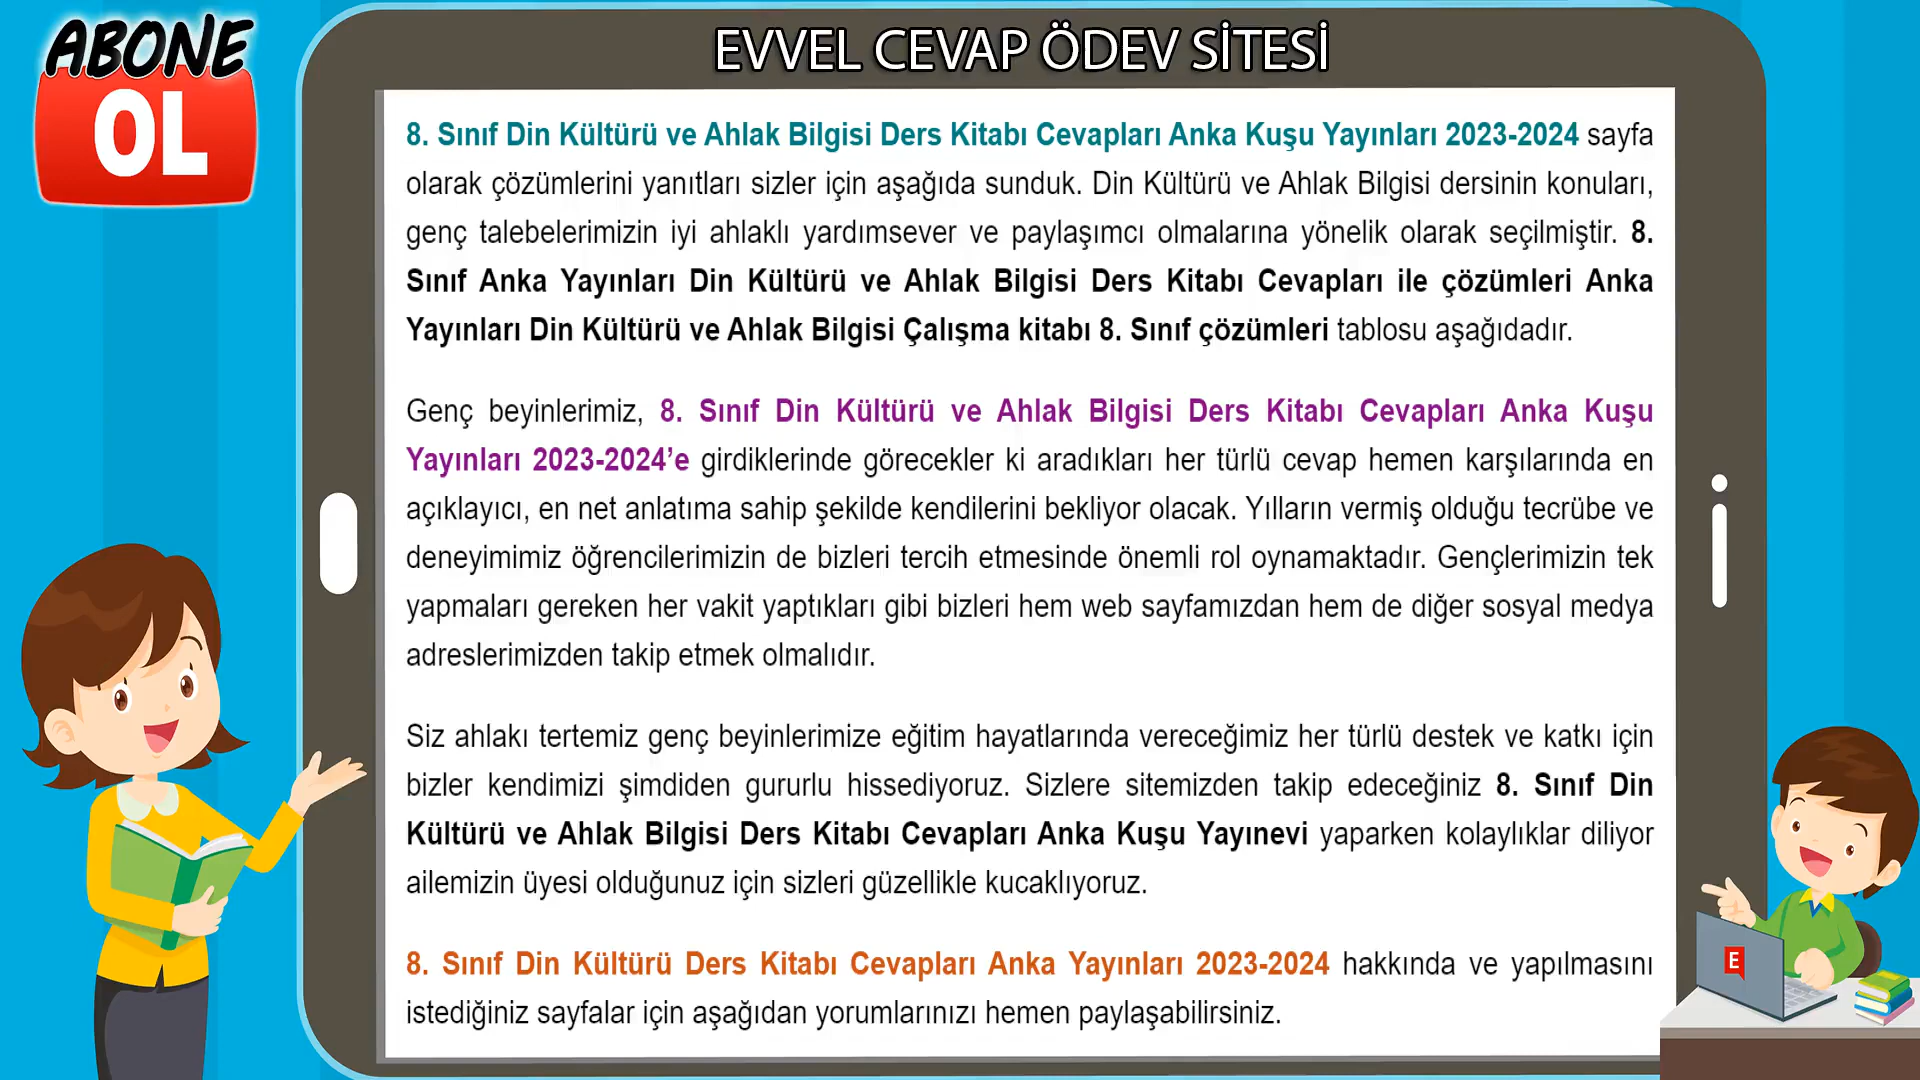 ABONE
OL
EVVEL CEVAP ÖDEV SİTESİ
8. Sınıf Din Kültürü ve Ahlak Bilgisi Ders Kitabı Cevapları Anka Kuşu Yayınları 2023-2024 sayfa
olarak çözümlerini yanıtları sizler için aşağıda sunduk. Din Kültürü ve Ahlak Bilgisi dersinin konuları,
genç talebelerimizin iyi ahlaklı yardımsever ve paylaşımcı olmalarına yönelik olarak seçilmiştir. 8.
Sınıf Anka Yayınları Din Kültürü ve Ahlak Bilgisi Ders Kitabı Cevapları ile çözümleri Anka
Yayınları Din Kültürü ve Ahlak Bilgisi Çalışma kitabı 8. Sınıf çözümleri tablosu aşağıdadır.
Genç beyinlerimiz, 8. Sınıf Din Kültürü ve Ahlak Bilgisi Ders Kitabı Cevapları Anka Kuşu
Yayınları 2023-2024’e girdiklerinde görecekler ki aradıkları her türlü cevap hemen karşılarında en
açıklayıcı, en net anlatıma sahip şekilde kendilerini bekliyor olacak. Yılların vermiş olduğu tecrübe ve
deneyimimiz öğrencilerimizin de bizleri tercih etmesinde önemli rol oynamaktadır. Gençlerimizin tek
yapmaları gereken her vakit yaptıkları gibi bizleri hem web sayfamızdan hem de diğer sosyal medya
adreslerimizden takip etmek olmalıdır.
Siz ahlakı tertemiz genç beyinlerimize eğitim hayatlarında vereceğimiz her türlü destek ve katkı için
bizler kendimizi şimdiden gururlu hissediyoruz. Sizlere sitemizden takip edeceğiniz 8. Sınıf Din
Kültürü ve Ahlak Bilgisi Ders Kitabı Cevapları Anka Kuşu Yayınevi yaparken kolaylıklar diliyor
ailemizin üyesi olduğunuz için sizleri güzellikle kucaklıyoruz.
8. Sınıf Din Kültürü Ders Kitabı Cevapları Anka Yayınları 2023-2024 hakkında ve yapılmasını
istediğiniz sayfalar için aşağıdan yorumlarınızı hemen paylaşabilirsiniz.
E